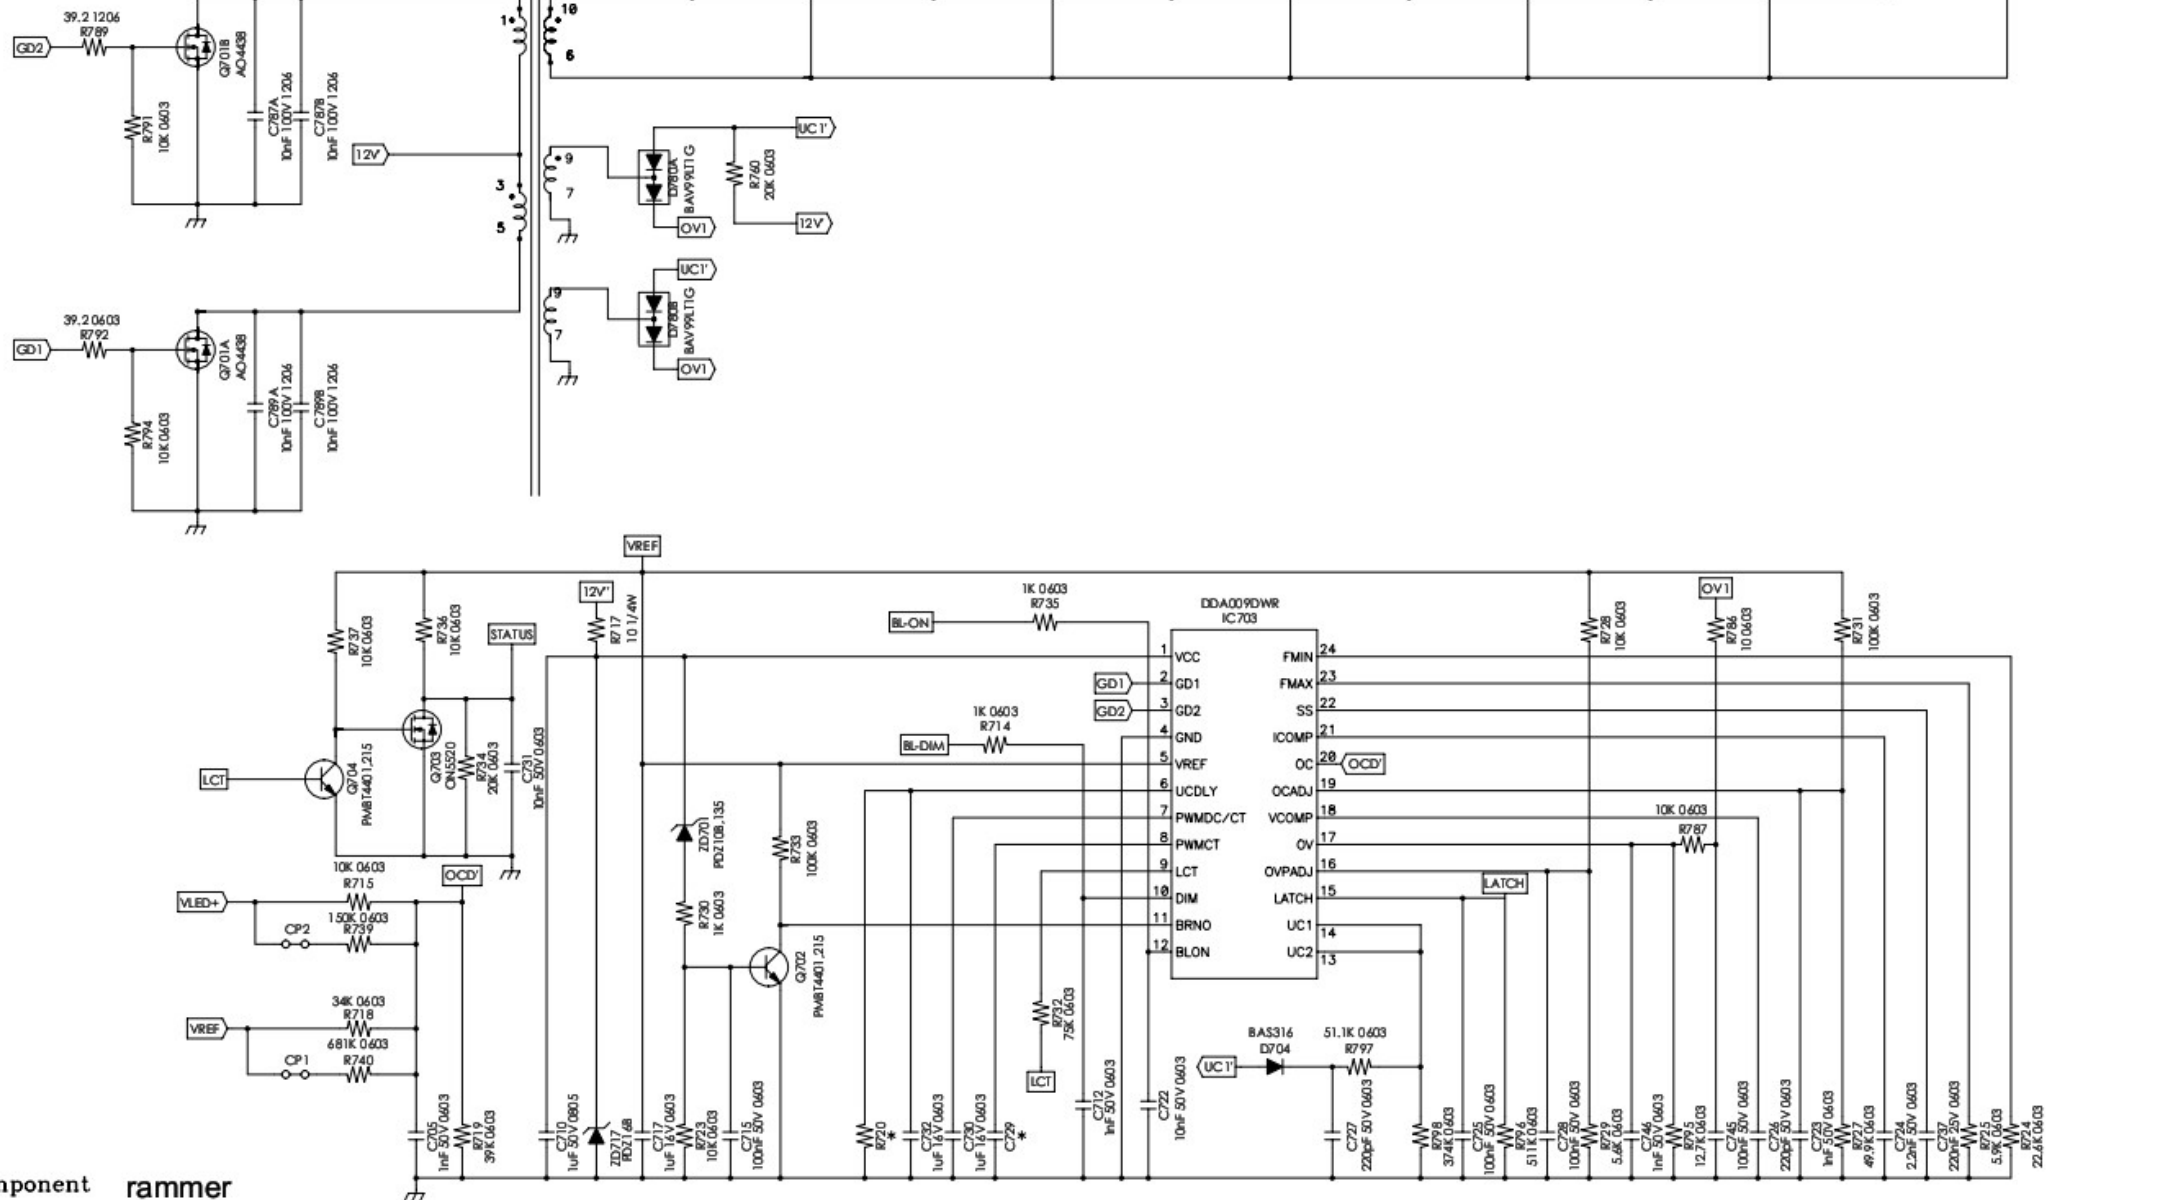 39.2 1206
R789
GD2
Q701B
AO4438
R791
10K 0603
C787A
10nF 100V 1206
C787B
10nF 100V 1206
12V'
1
10
6
3
5
9
7
D780A
BAV99LT1G
UC1'
OV1
R760
20K 0603
12V'
UC1'
9
7
D780B
BAV99LT1G
OV1
39.2 0603
R792
GD1
Q701A
AO4438
R794
10K 0603
C789A
10nF 100V 1206
C789B
10nF 100V 1206
VREF
R737
10K 0603
R736
10K 0603
STATUS
12V"
R717
10 1/4W
LCT
Q704
PMBT4401,215
Q703
R734
20K 0603
C731
10nF 50V 0603
BL-ON
1K 0603
R735
BL-DIM
1K 0603
R714
GD1
GD2
DDA009DWR
IC703
1 VCC
2 GD1
3 GD2
4 GND
5 VREF
6 UCDLY
7 PWMDC/CT
8 PWMCT
9 LCT
10 DIM
11 BRNO
12 BLON
FMIN 24
FMAX 23
SS 22
ICOMP 21
OC 20
OCADJ 19
VCOMP 18
OV 17
OVPADJ 16
LATCH 15
UC1 14
UC2 13
OCD'
R728
10K 0603
OV1
R786
10 0603
R731
100K 0603
10K 0603
R787
LATCH
ZD701
PDZ10B,135
R730
1K 0603
R733
100K 0603
Q702
PMBT4401,215
VLED+
10K 0603
R715
OCD'
CP2
150K 0603
R739
VREF
34K 0603
R718
CP1
681K 0603
R740
C705
1nF 50V 0603
R719
39K 0603
C710
1uF 50V 0805
ZD717
PDZ16B
C717
1uF 16V 0603
R723
10K 0603
C715
100nF 50V 0603
R720
*
C732
1uF 16V 0603
C730
1uF 16V 0603
C729
*
R732
75K 0603
LCT
C712
1nF 50V 0603
C722
10nF 50V 0603
UC1'
BAS316
D704
51.1K 0603
R797
C727
220pF 50V 0603
R798
374K 0603
C725
100nF 50V 0603
R796
511K 0603
C728
100nF 50V 0603
R729
5.6K 0603
C746
1nF 50V 0603
R795
12.7K 0603
C745
100nF 50V 0603
C726
220pF 50V 0603
C723
1nF 50V 0603
R727
49.9K 0603
C724
2.2nF 50V 0603
C737
220nF 25V 0603
R725
5.9K 0603
R724
22.6K 0603
nponent rammer